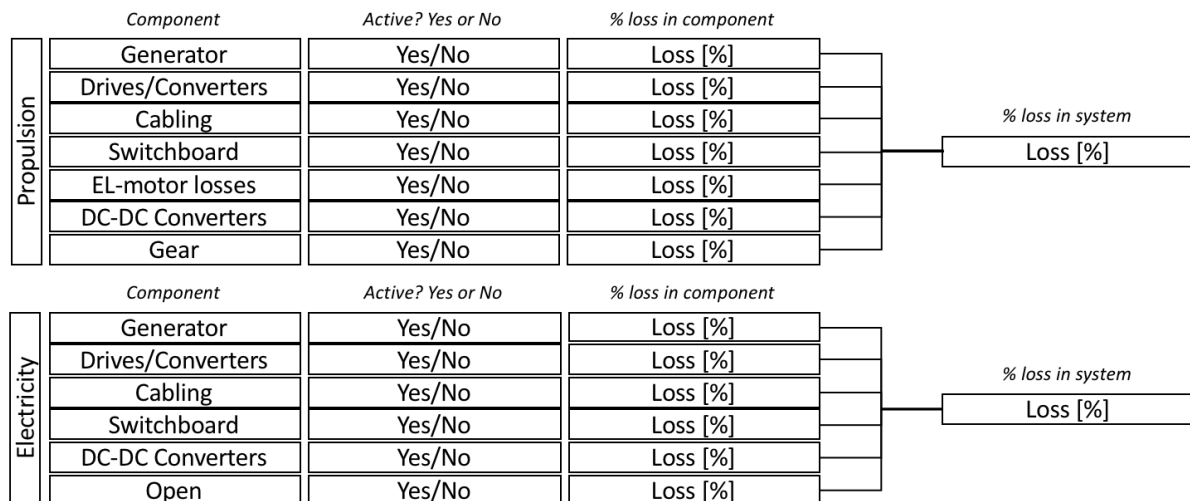 Component Active? Yes or No % loss in component
Propulsion
Generator Yes/No Loss [%]
Drives/Converters Yes/No Loss [%]
Cabling Yes/No Loss [%]
Switchboard Yes/No Loss [%]
EL-motor losses Yes/No Loss [%]
DC-DC Converters Yes/No Loss [%]
Gear Yes/No Loss [%]
% loss in system
Loss [%]
Component Active? Yes or No % loss in component
Electricity
Generator Yes/No Loss [%]
Drives/Converters Yes/No Loss [%]
Cabling Yes/No Loss [%]
Switchboard Yes/No Loss [%]
DC-DC Converters Yes/No Loss [%]
Open Yes/No Loss [%]
% loss in system
Loss [%]